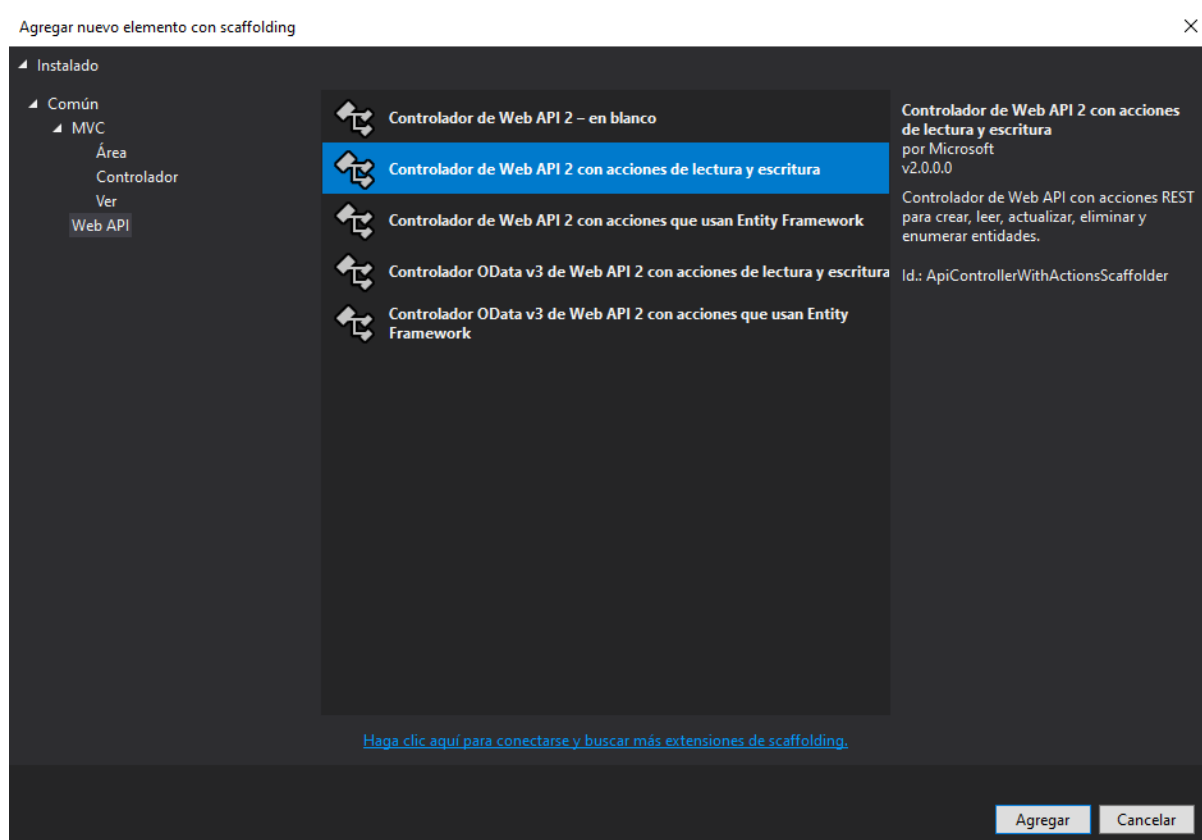 Agregar nuevo elemento con scaffolding
Instalado
Común
MVC
Área
Controlador
Ver
Web API
Controlador de Web API 2 – en blanco
Controlador de Web API 2 con acciones de lectura y escritura
Controlador de Web API 2 con acciones que usan Entity Framework
Controlador OData v3 de Web API 2 con acciones de lectura y escritura
Controlador OData v3 de Web API 2 con acciones que usan Entity
Framework
Haga clic aquí para conectarse y buscar más extensiones de scaffolding.
Controlador de Web API 2 con acciones
de lectura y escritura
por Microsoft
v2.0.0.0
Controlador de Web API con acciones REST
para crear, leer, actualizar, eliminar y
enumerar entidades.
Id.: ApiControllerWithActionsScaffolder
Agregar
Cancelar